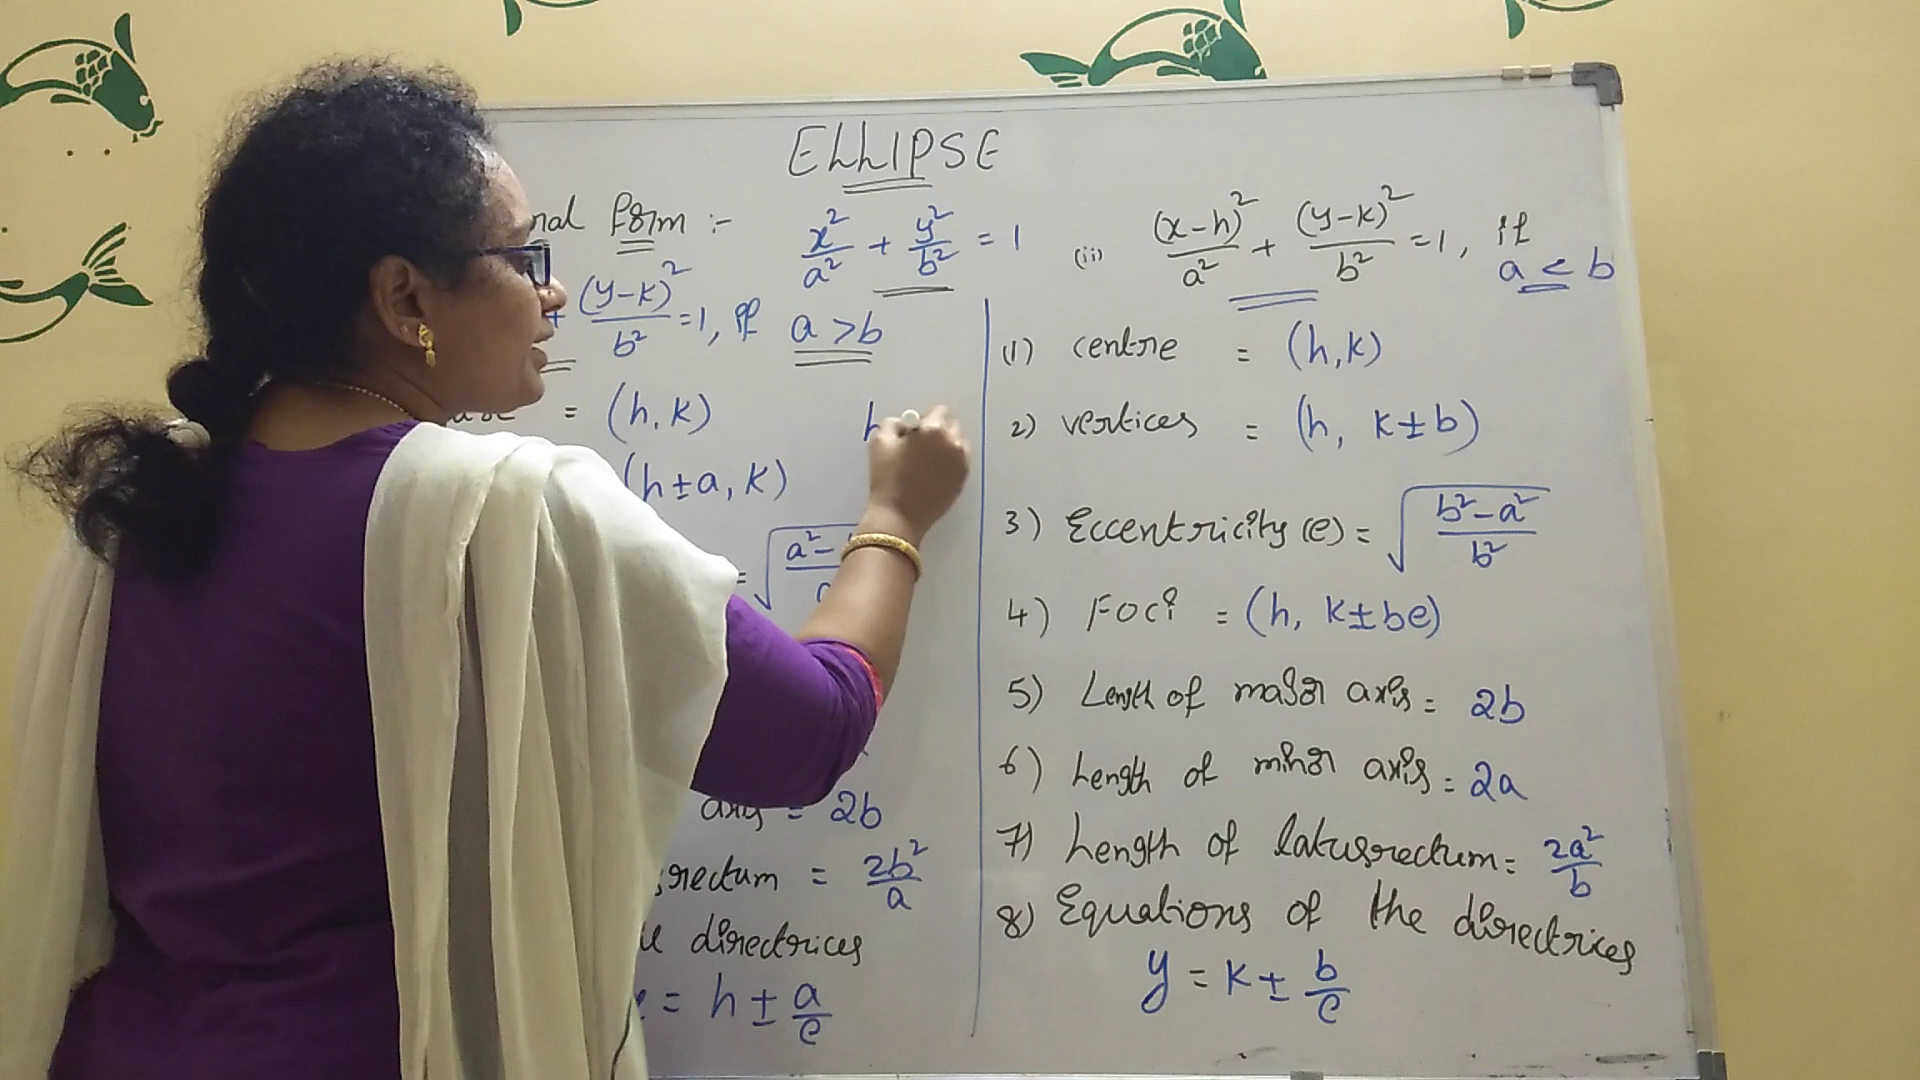 ELLIPSE
form :- x²/a² + y²/b² = 1
+ (y-k)²/b² = 1, if a > b
= (h, k)
h
(h ± a, k)
= √(a² -
axis = 2b
rectum = 2b²/a
directrices
= h ± a/e
(ii) (x-h)²/a² + (y-k)²/b² = 1, if a < b
(1) centre = (h, k)
2) vertices = (h, k ± b)
3) Eccentricity (e) = √((b² - a²)/b²)
4) Foci = (h, k ± be)
5) Length of major axis = 2b
6) Length of minor axis = 2a
7) Length of latusrectum = 2a²/b
8) Equations of the directrices
y = k ± b/e